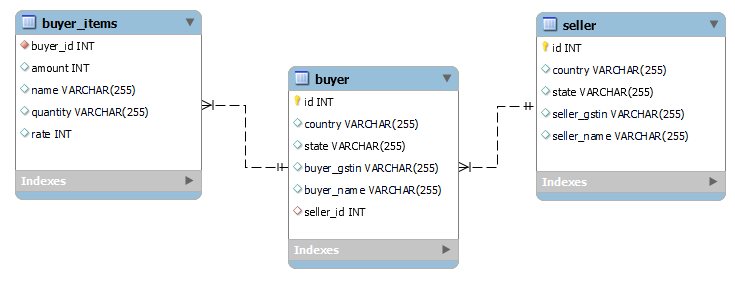 buyer_items
buyer_id INT
amount INT
name VARCHAR(255)
quantity VARCHAR(255)
rate INT
Indexes
buyer
id INT
country VARCHAR(255)
state VARCHAR(255)
buyer_gstin VARCHAR(255)
buyer_name VARCHAR(255)
seller_id INT
Indexes
seller
id INT
country VARCHAR(255)
state VARCHAR(255)
seller_gstin VARCHAR(255)
seller_name VARCHAR(255)
Indexes